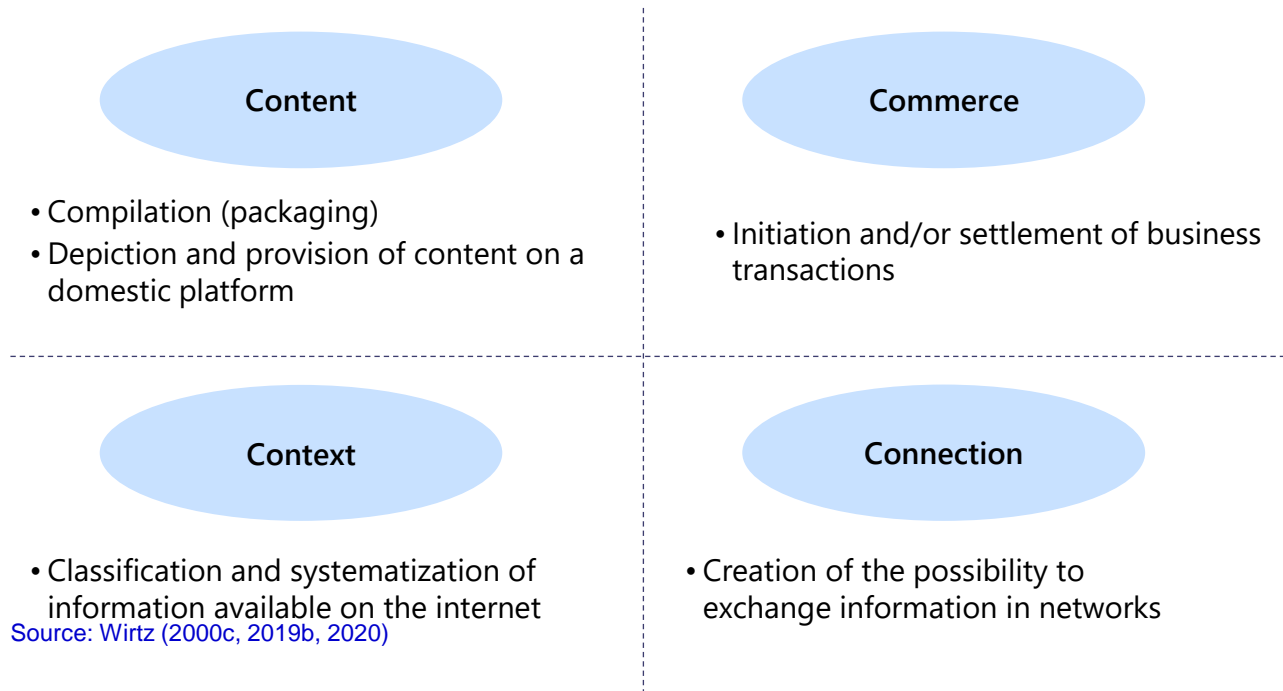 Content
• Compilation (packaging)
• Depiction and provision of content on a
domestic platform
Commerce
• Initiation and/or settlement of business
transactions
Context
• Classification and systematization of
information available on the internet
Connection
• Creation of the possibility to
exchange information in networks
Source: Wirtz (2000c, 2019b, 2020)